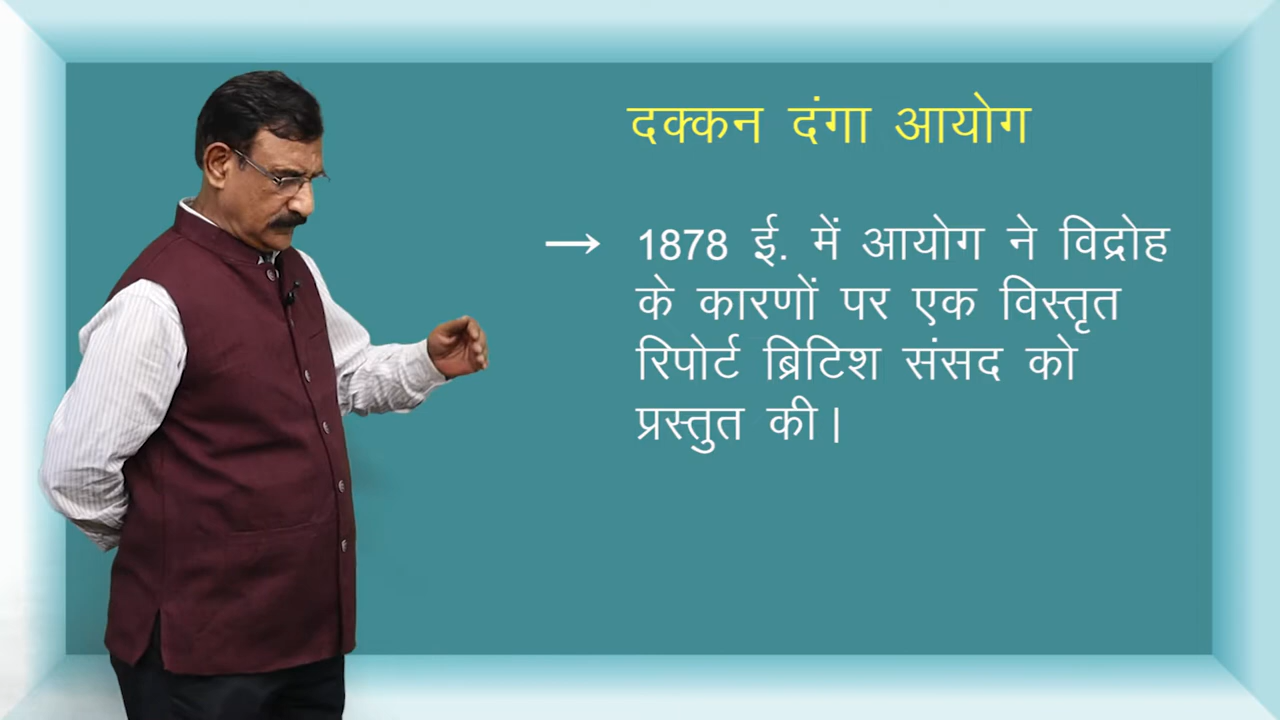 दक्कन दंगा आयोग
→ 1878 ई. में आयोग ने विद्रोह
के कारणों पर एक विस्तृत
रिपोर्ट ब्रिटिश संसद को
प्रस्तुत की।